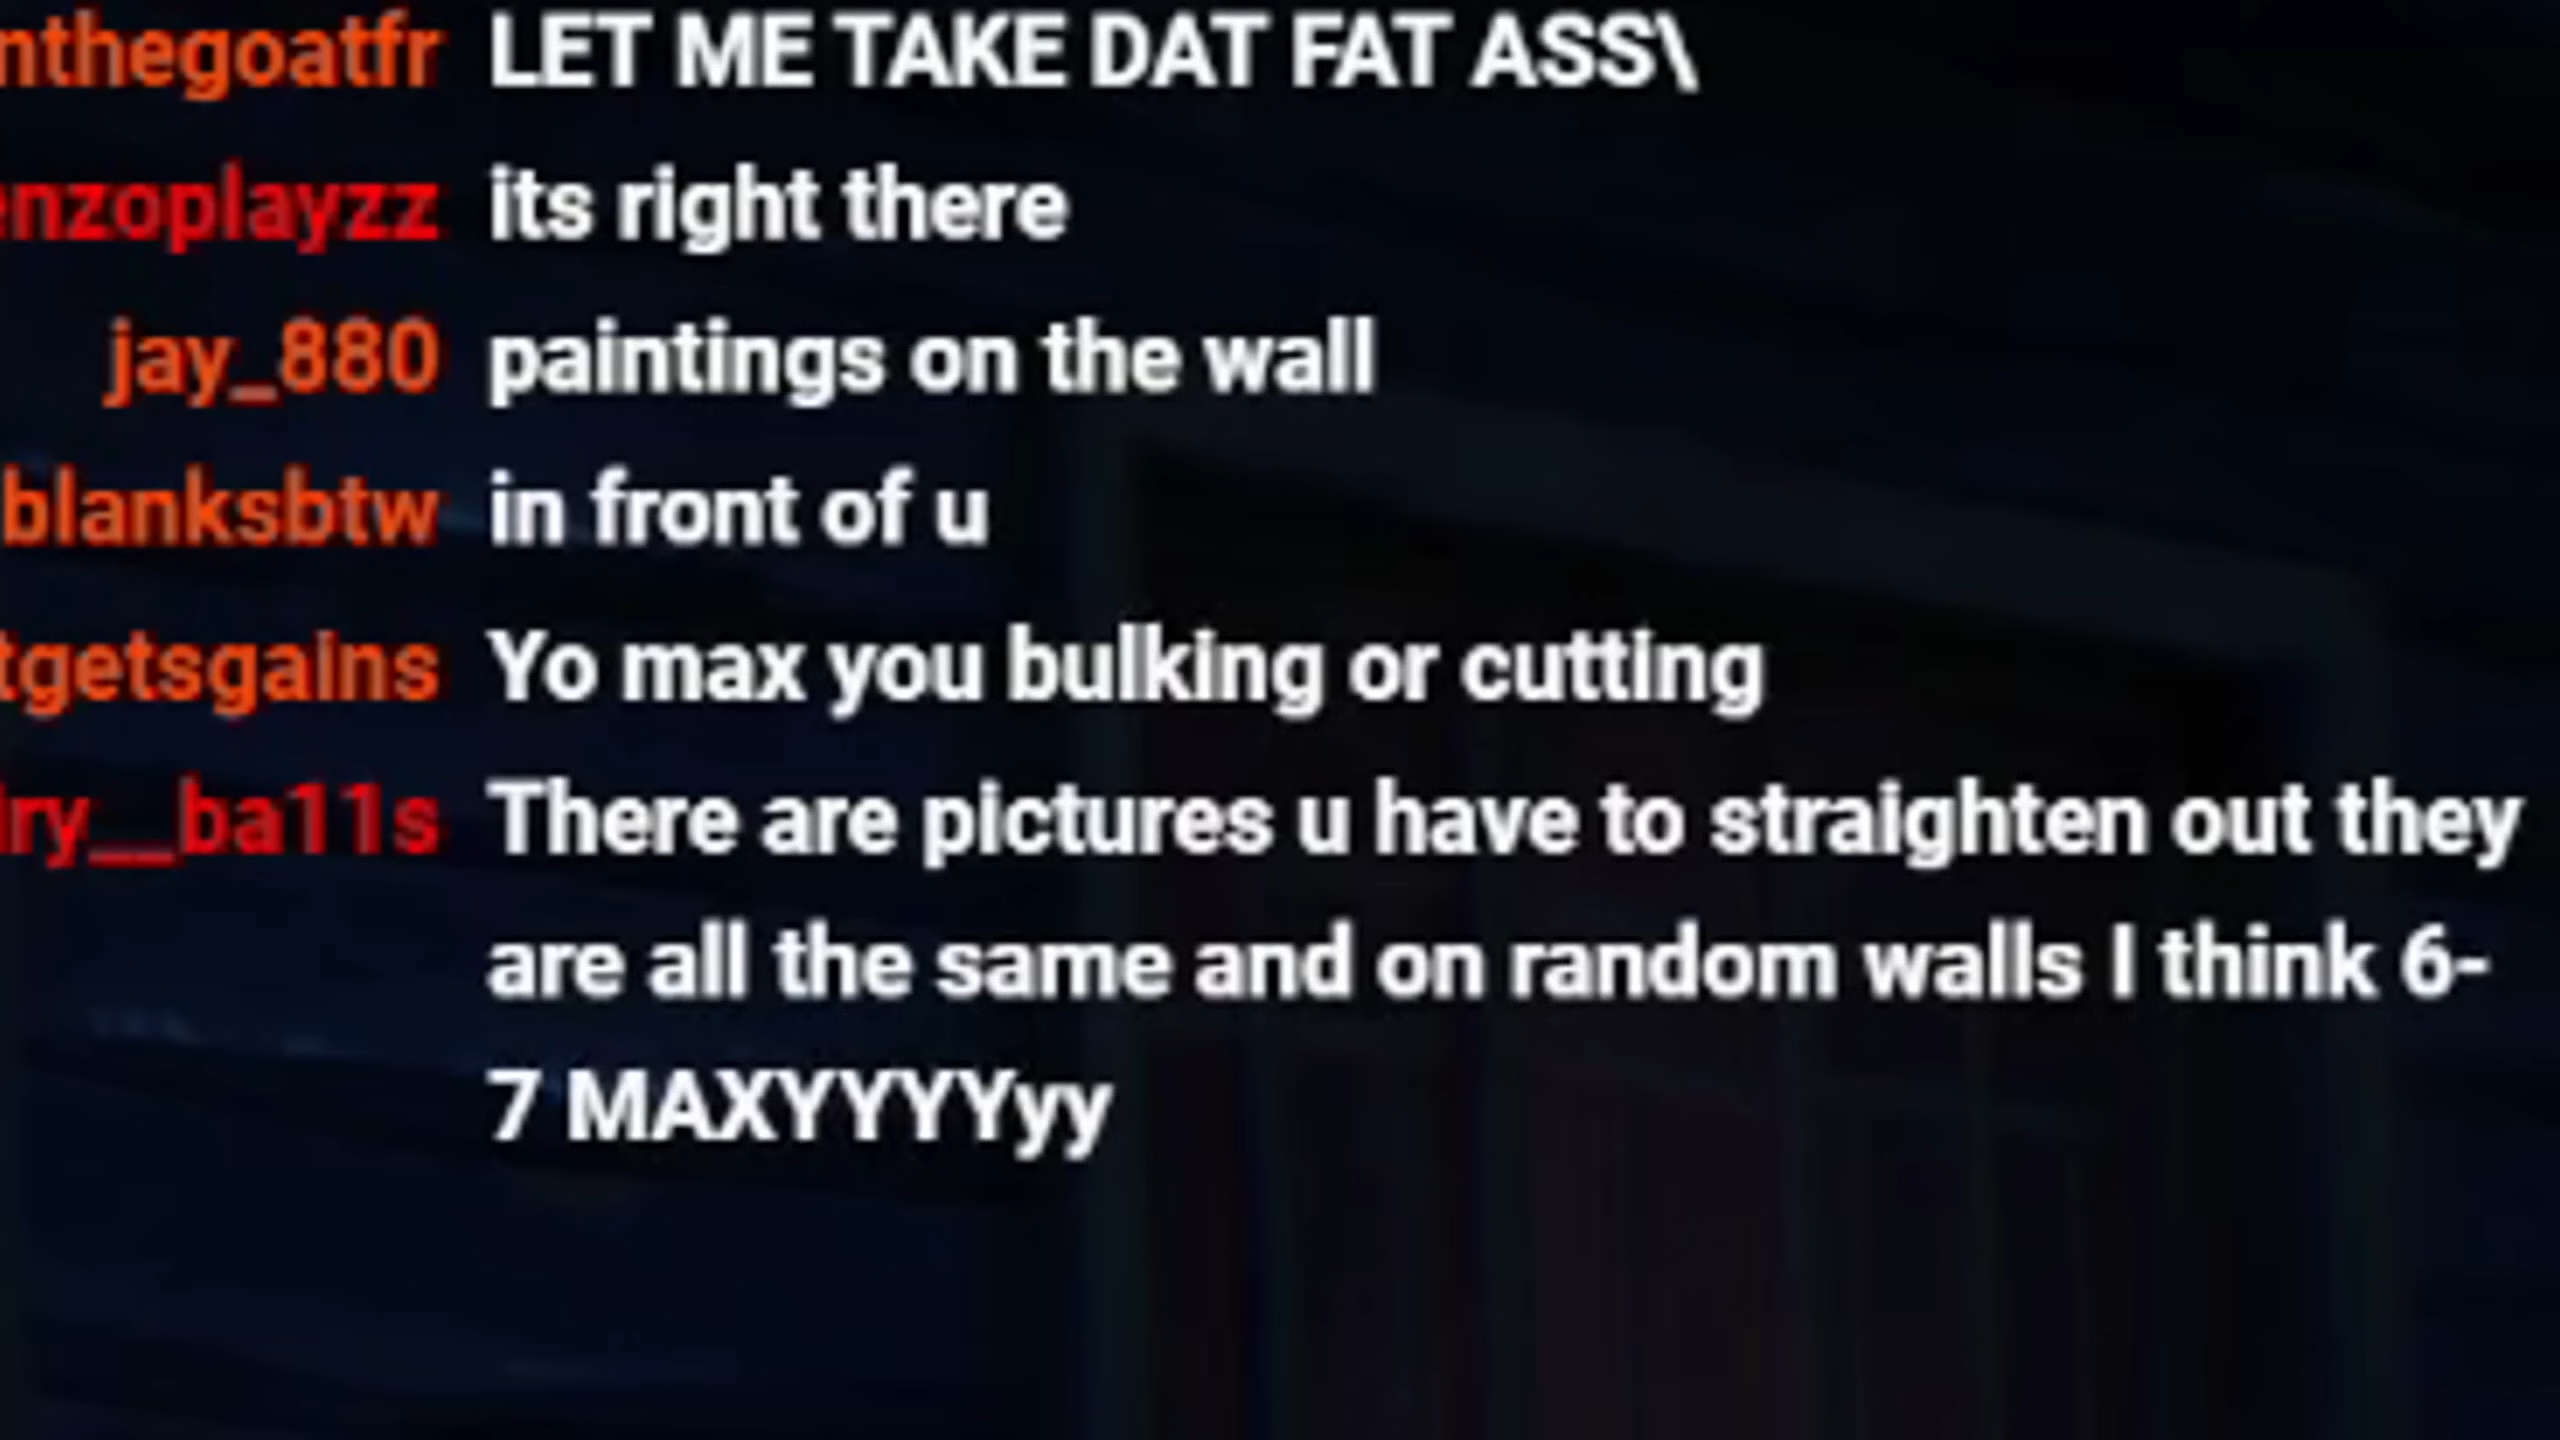 nthegoatfr LET ME TAKE DAT FAT ASS\
enzoplayzz its right there
jay_880 paintings on the wall
blanksbtw in front of u
tgetsgains Yo max you bulking or cutting
ry__ba11s There are pictures u have to straighten out they
are all the same and on random walls I think 6-
7 MAXYYYYyy